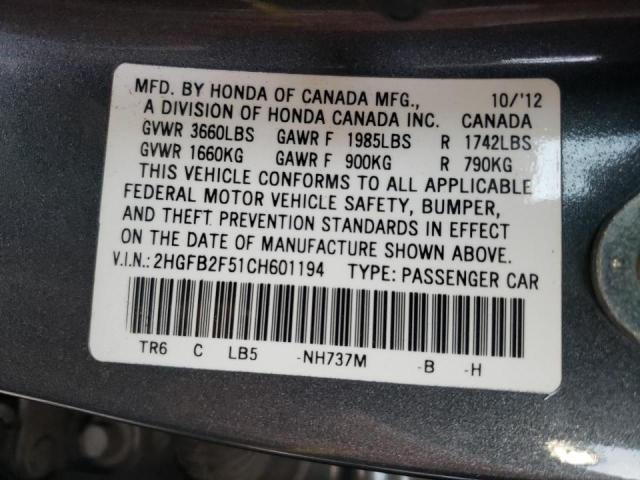 MFD. BY HONDA OF CANADA MFG., 10/'12
A DIVISION OF HONDA CANADA INC. CANADA
GVWR 3660LBS GAWR F 1985LBS R 1742LBS
GVWR 1660KG GAWR F 900KG R 790KG
THIS VEHICLE CONFORMS TO ALL APPLICABLE
FEDERAL MOTOR VEHICLE SAFETY, BUMPER,
AND THEFT PREVENTION STANDARDS IN EFFECT
ON THE DATE OF MANUFACTURE SHOWN ABOVE.
V.I.N.: 2HGFB2F51CH601194 TYPE: PASSENGER CAR
TR6 C LB5 -NH737M -B -H